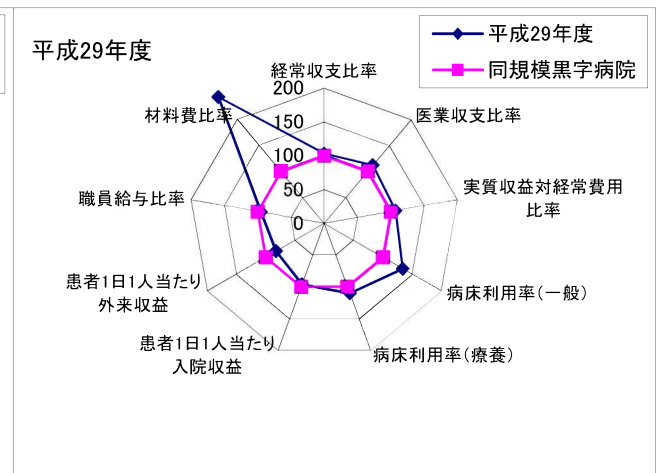 平成29年度
平成29年度
同規模黒字病院
経常収支比率
200
材料費比率
150
医業収支比率
100
職員給与比率
50
実質収益対経常費用
比率
0
患者1日1人当たり
外来収益
病床利用率(一般)
患者1日1人当たり
入院収益
病床利用率(療養)